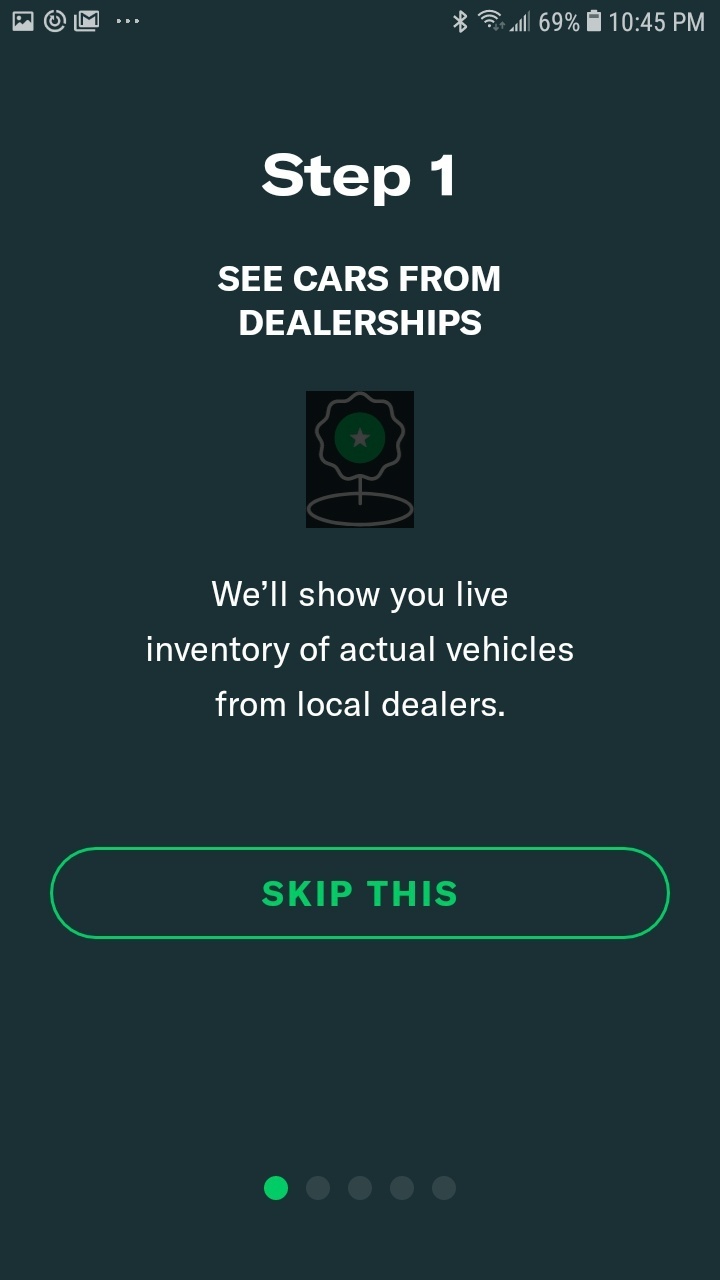 69% 10:45 PM
Step 1
SEE CARS FROM
DEALERSHIPS
We’ll show you live
inventory of actual vehicles
from local dealers.
SKIP THIS